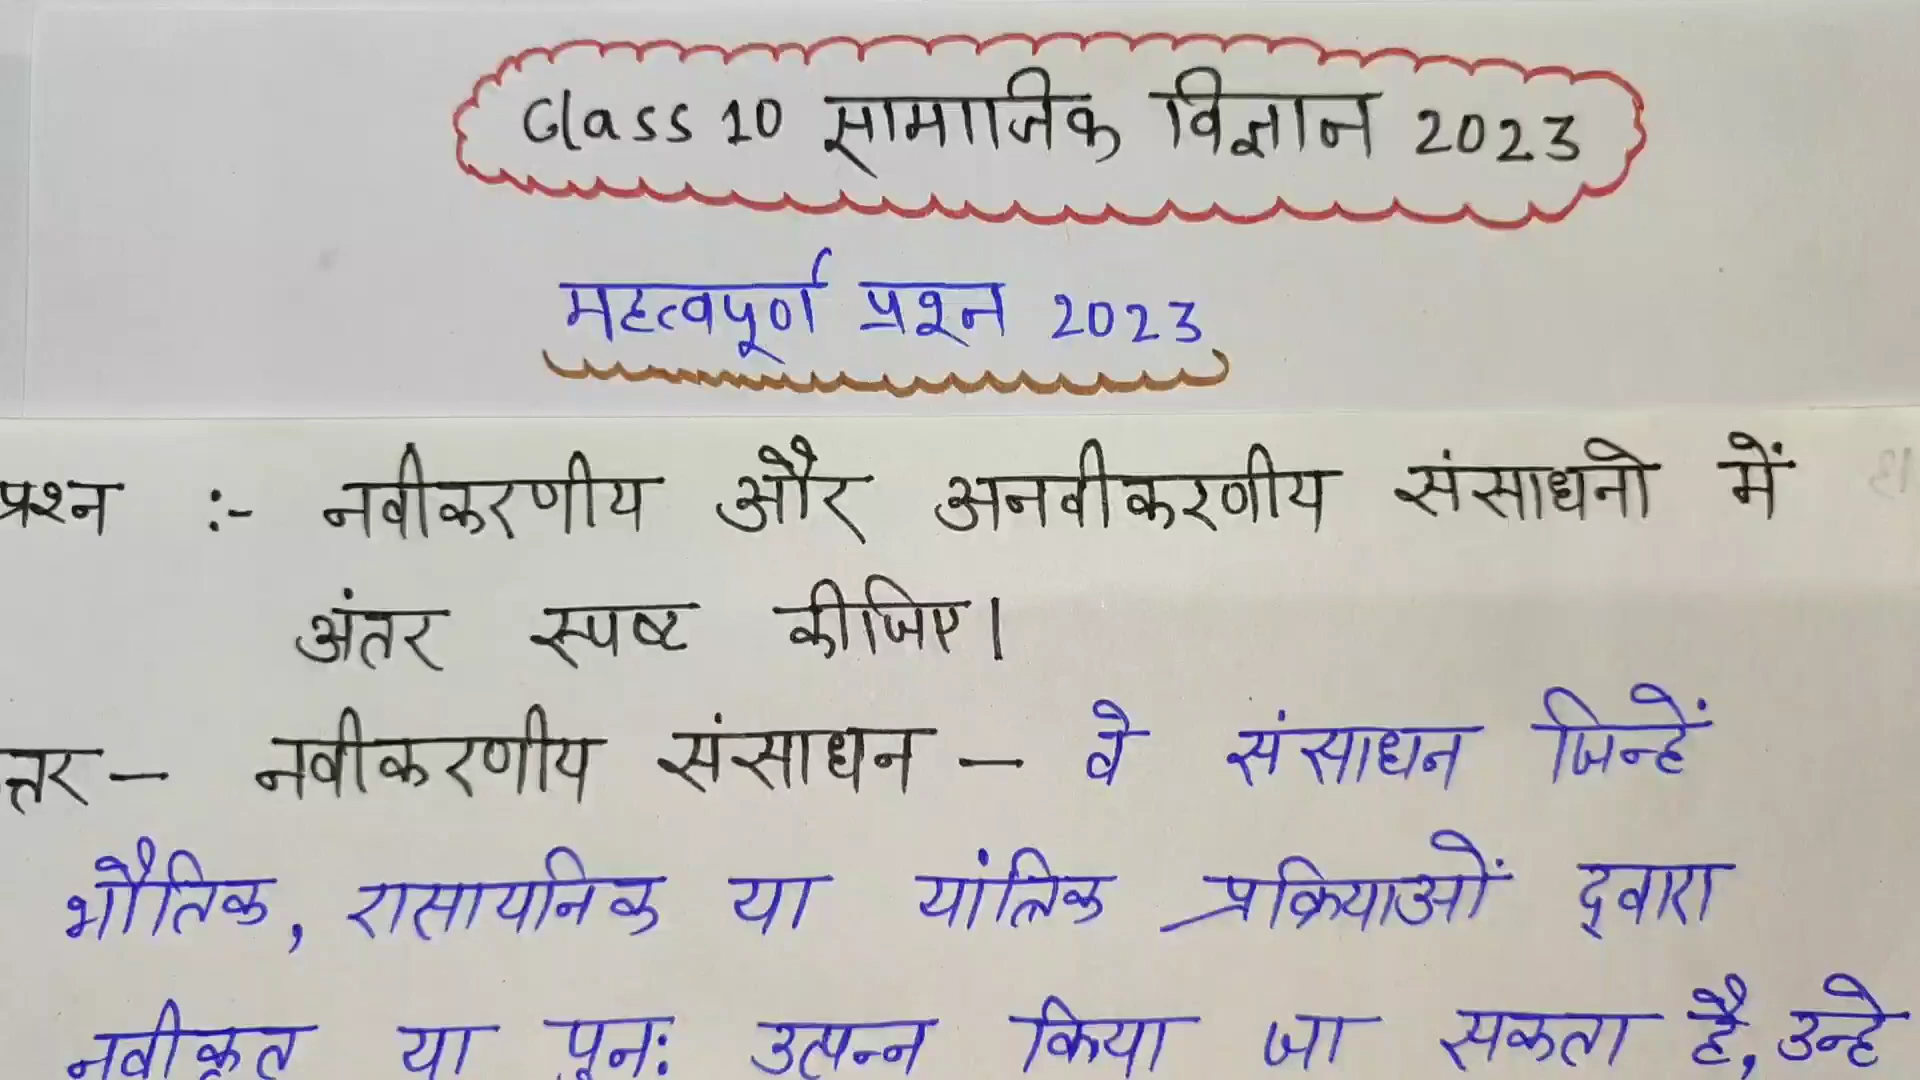 Class 10 सामाजिक विज्ञान 2023
महत्वपूर्ण प्रश्न 2023
प्रश्न :- नवीकरणीय और अनवीकरणीय संसाधनो में
अंतर स्पष्ट कीजिए।
त्तर – नवीकरणीय संसाधन – वे संसाधन जिन्हें
भौतिक, रासायनिक या यांत्रिक प्रक्रियाओं द्वारा
नवीकृत या पुनः उत्पन्न किया जा सकता है, उन्हे